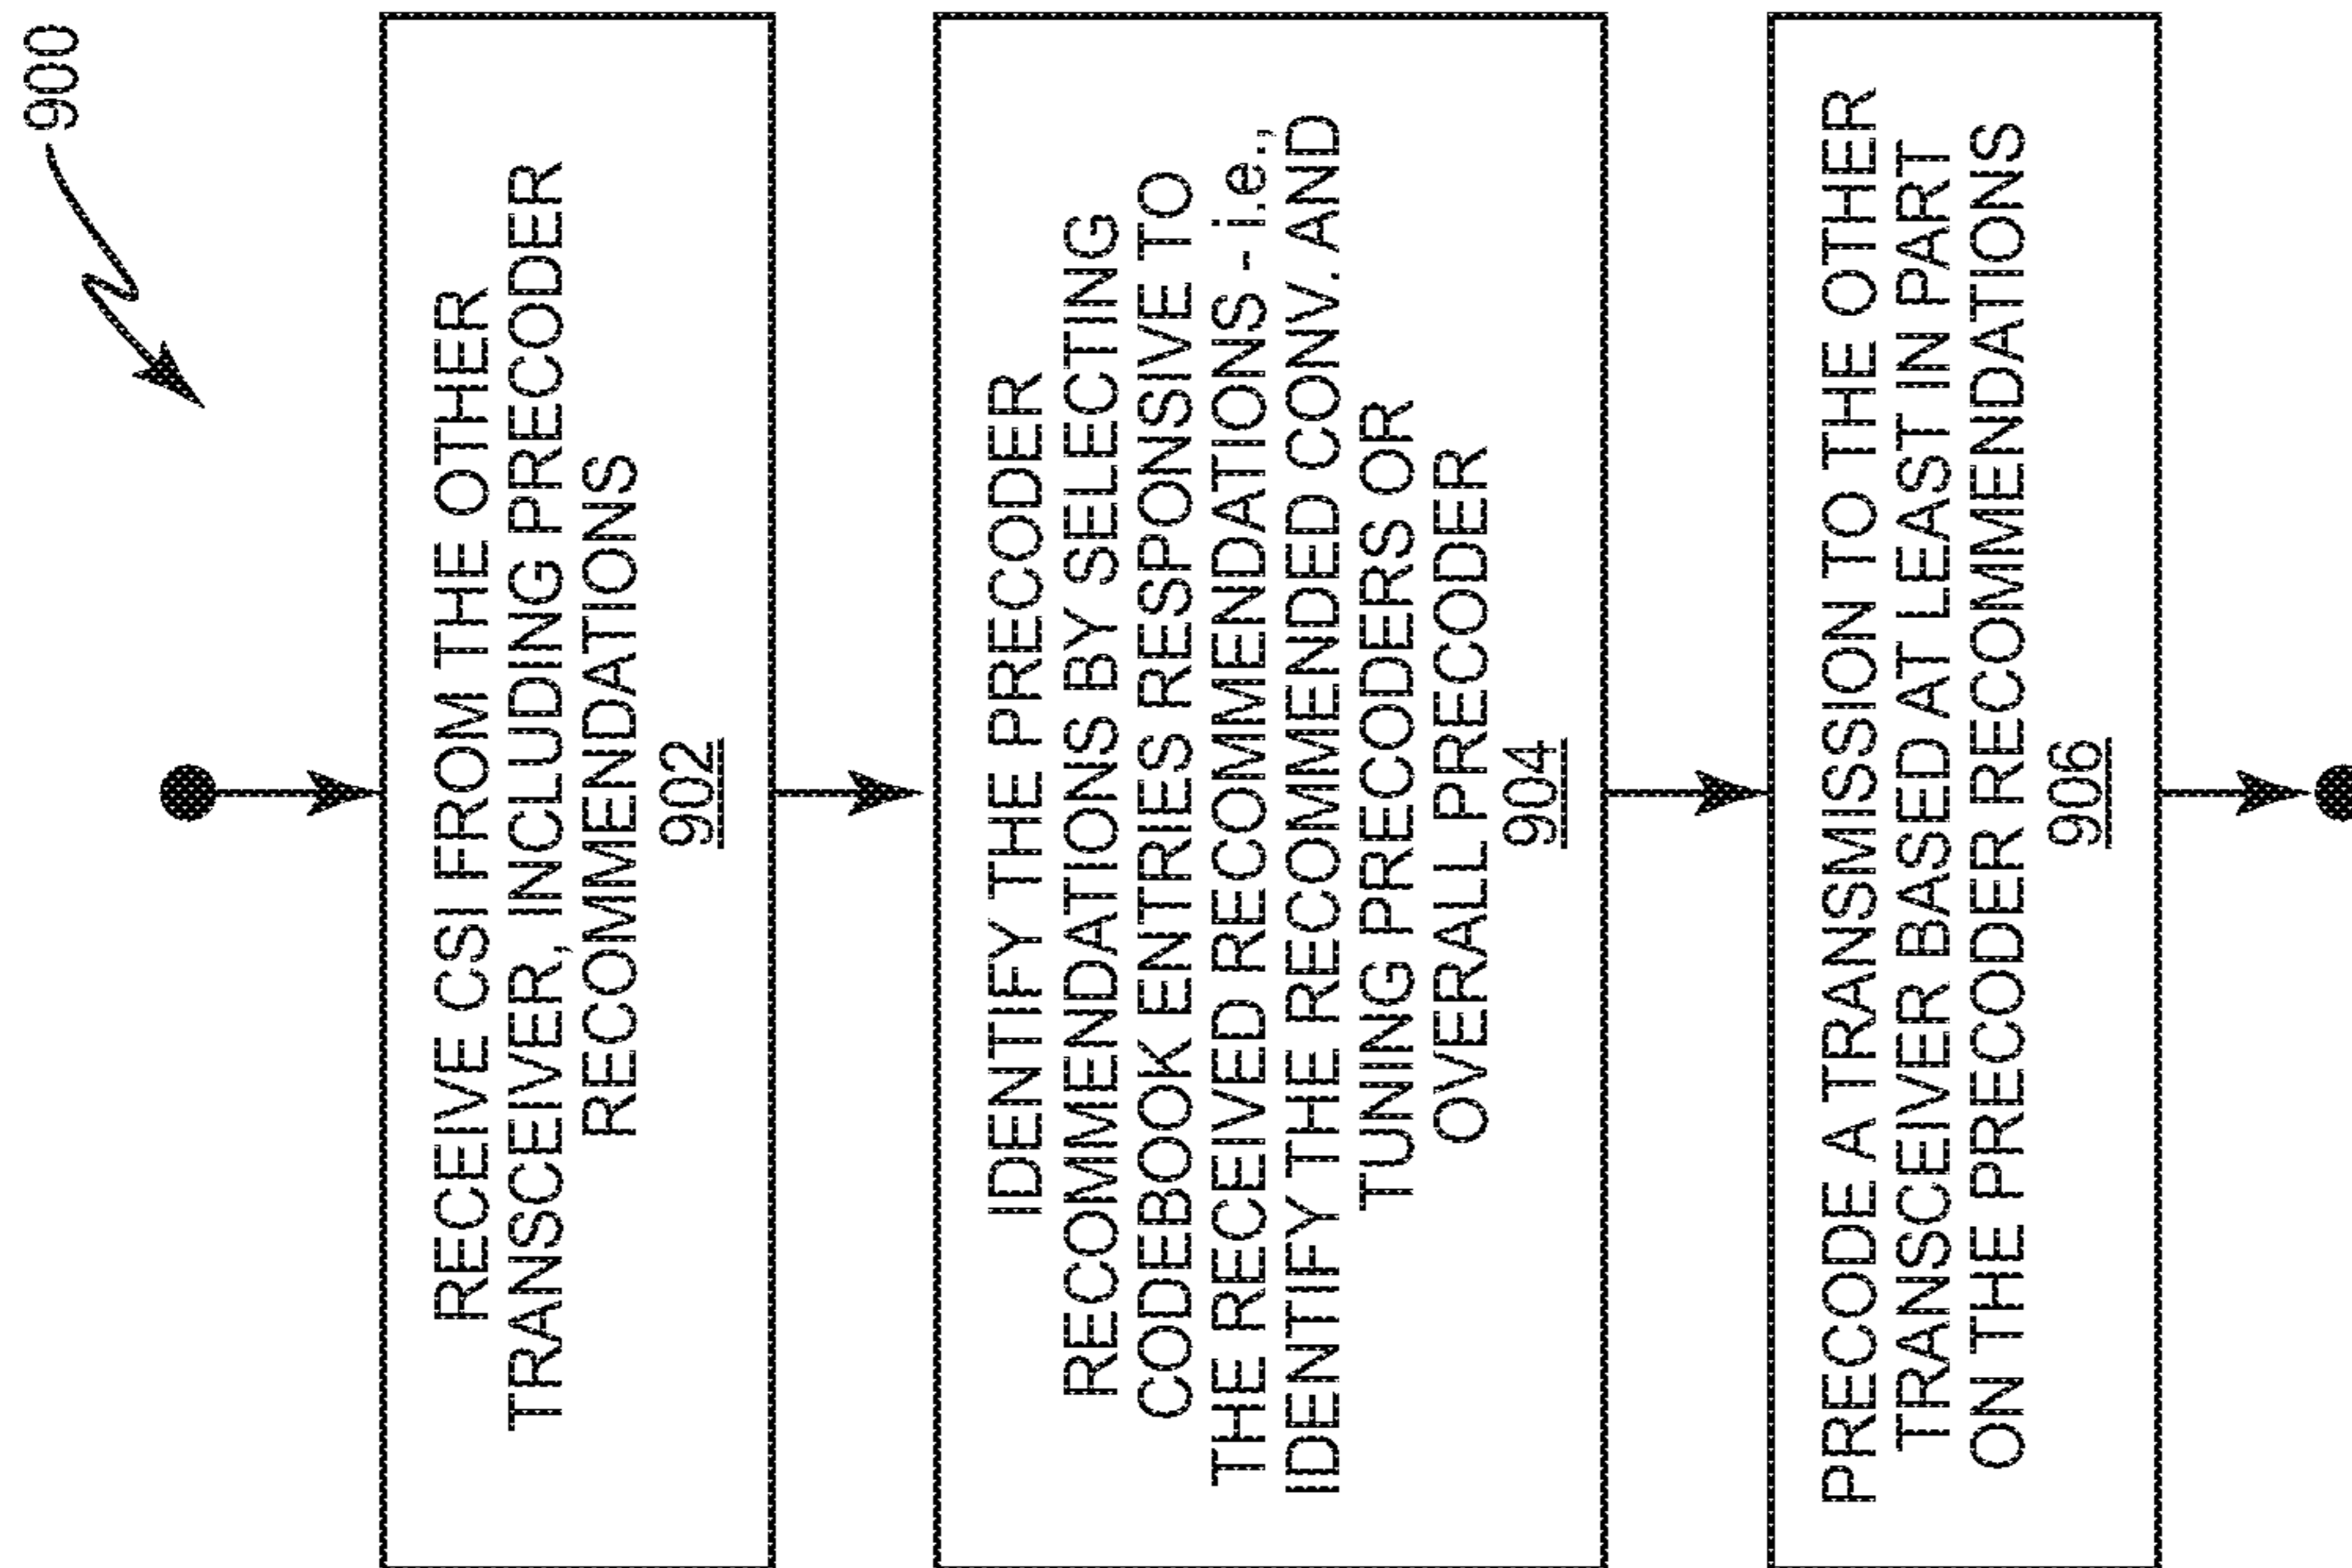 900
RECEIVE CSI FROM THE OTHER
TRANSCEIVER, INCLUDING PRECODER
RECOMMENDATIONS
902
IDENTIFY THE PRECODER
RECOMMENDATIONS BY SELECTING
CODEBOOK ENTRIES RESPONSIVE TO
THE RECEIVED RECOMMENDATIONS - i.e.,
IDENTIFY THE RECOMMENDED CONV. AND
TUNING PRECODERS OR
OVERALL PRECODER
904
PRECODE A TRANSMISSION TO THE OTHER
TRANSCEIVER BASED AT LEAST IN PART
ON THE PRECODER RECOMMENDATIONS
906